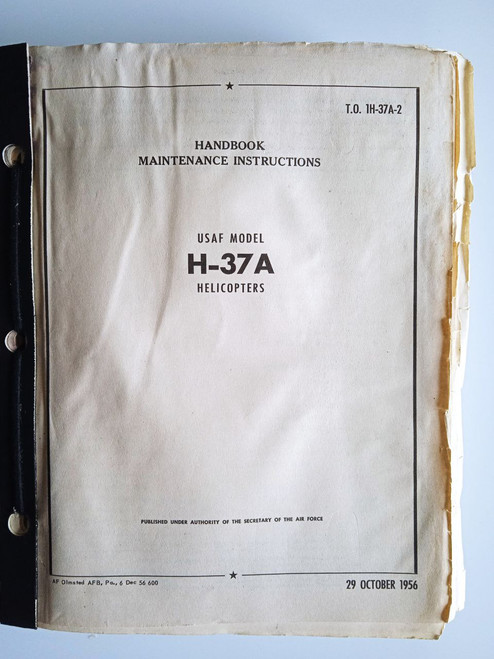 T.O. 1H-37A-2
HANDBOOK
MAINTENANCE INSTRUCTIONS
USAF MODEL
H-37A
HELICOPTERS
PUBLISHED UNDER AUTHORITY OF THE SECRETARY OF THE AIR FORCE
AF Olmsted AFB, Pa., 6 Dec 56 600
29 OCTOBER 1956